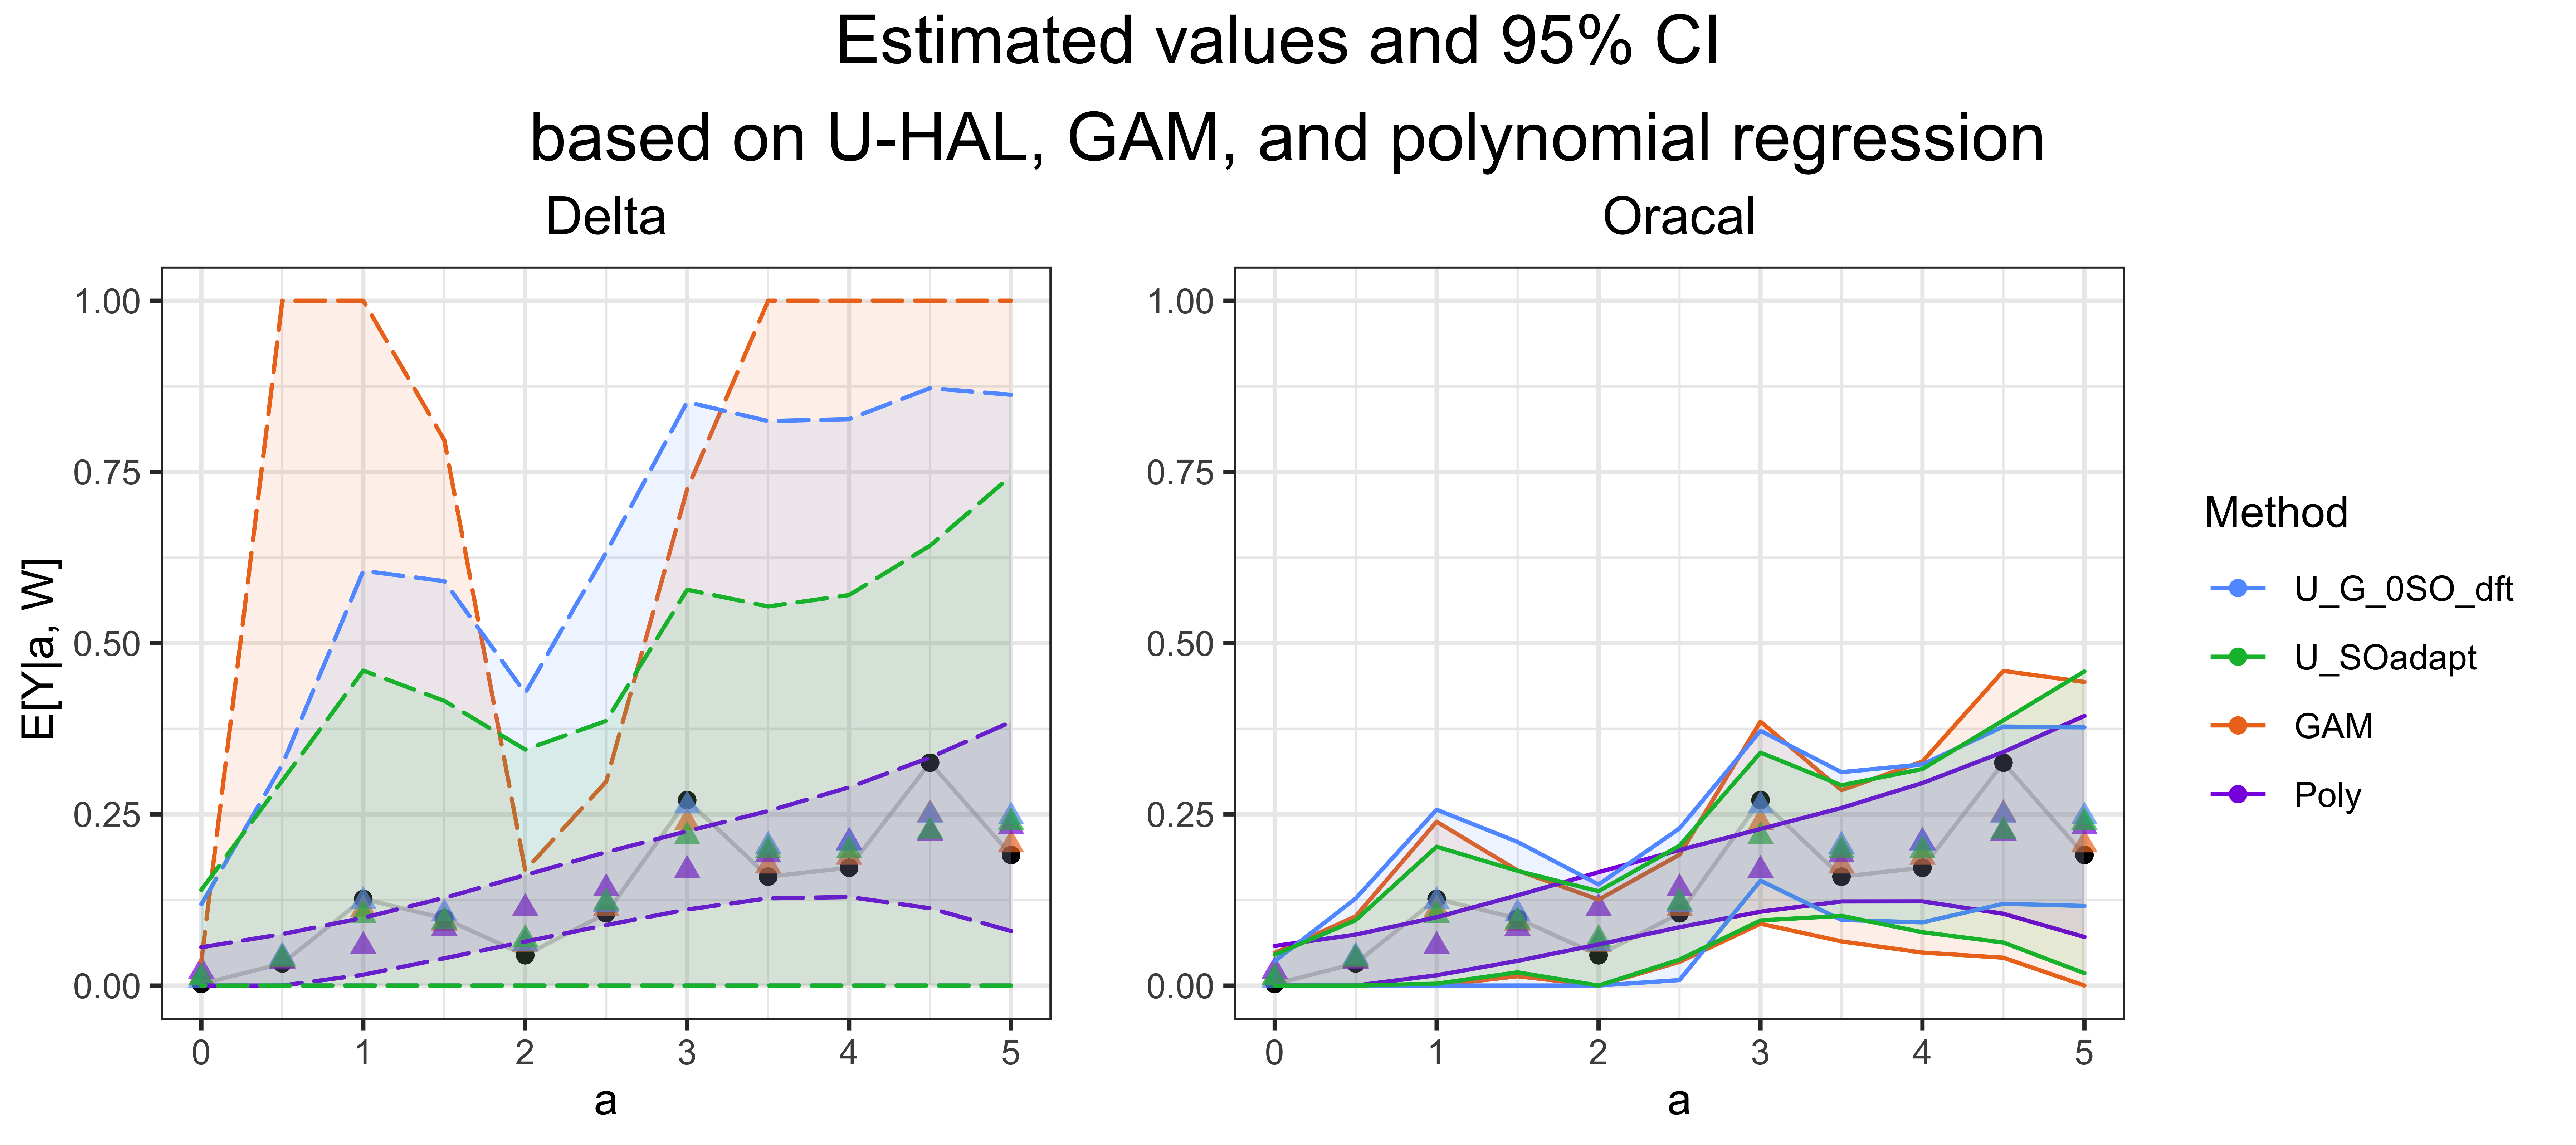 Estimated values and 95% CI
based on U-HAL, GAM, and polynomial regression
Delta
Oracal
E[Y|a, W]
1.00
0.75
0.50
0.25
0.00
0 1 2 3 4 5
a
1.00
0.75
0.50
0.25
0.00
0 1 2 3 4 5
a
Method
U_G_0SO_dft
U_SOadapt
GAM
Poly